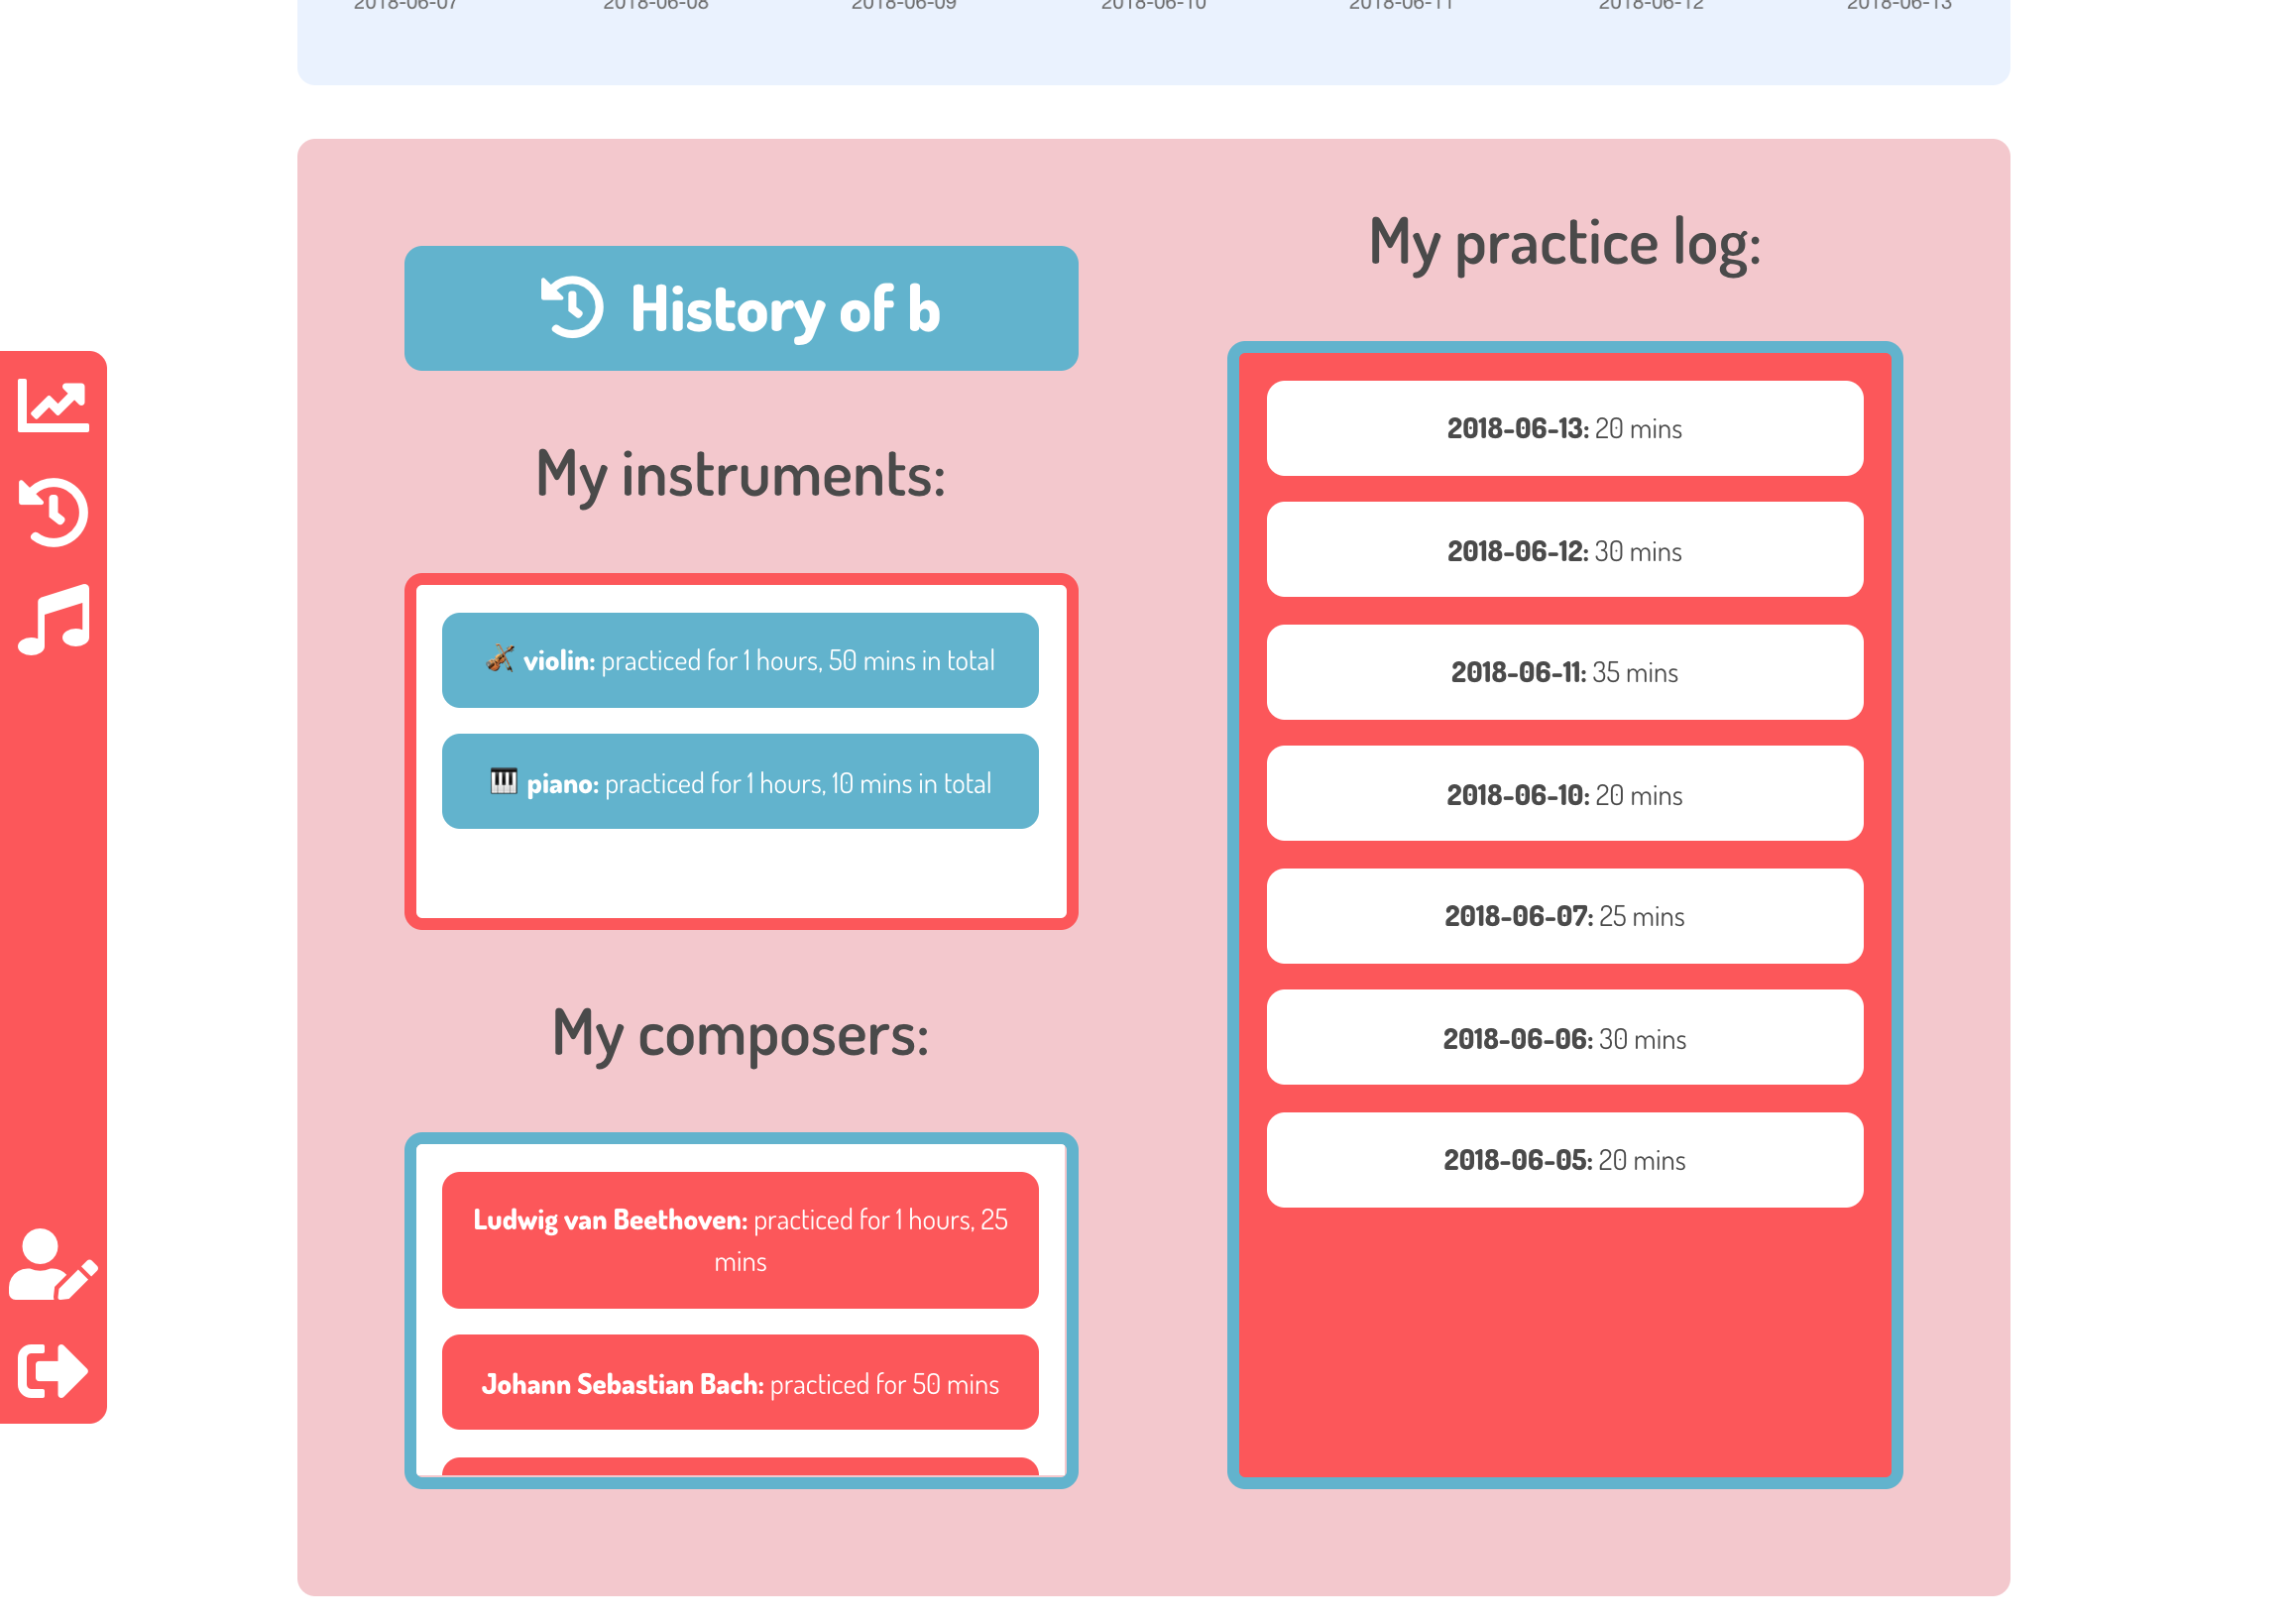 2018-06-07 2018-06-08 2018-06-09 2018-06-10 2018-06-11 2018-06-12 2018-06-13
History of b
My instruments:
violin: practiced for 1 hours, 50 mins in total
piano: practiced for 1 hours, 10 mins in total
My composers:
Ludwig van Beethoven: practiced for 1 hours, 25
mins
Johann Sebastian Bach: practiced for 50 mins
My practice log:
2018-06-13: 20 mins
2018-06-12: 30 mins
2018-06-11: 35 mins
2018-06-10: 20 mins
2018-06-07: 25 mins
2018-06-06: 30 mins
2018-06-05: 20 mins